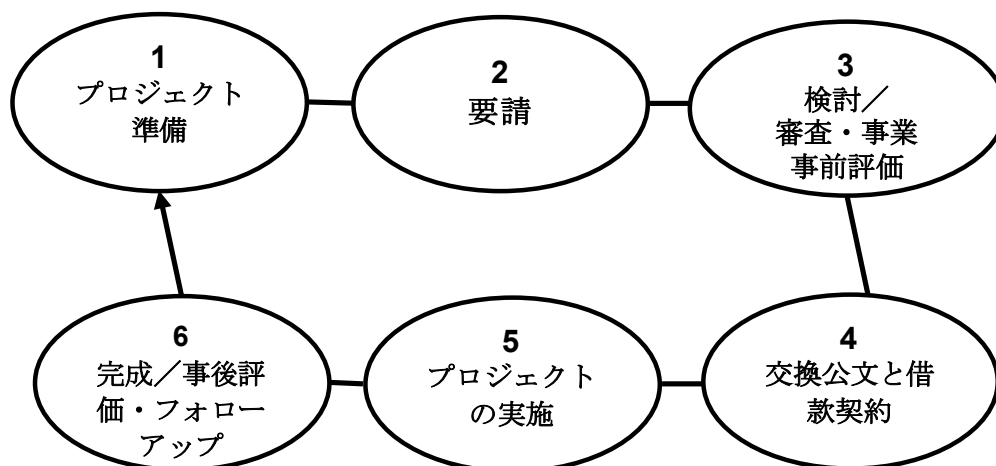 1
プロジェクト
準備
2
要請
3
検討／
審査・事業
事前評価
4
交換公文と借
款契約
5
プロジェクト
の実施
6
完成／事後評
価・フォロー
アップ